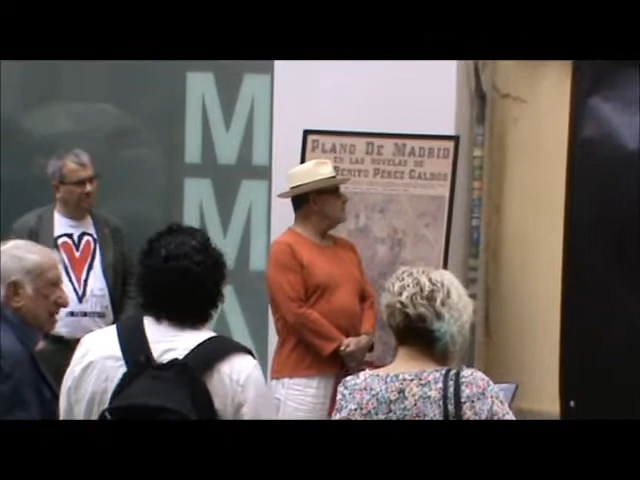 M
M
A
PLANO DE MADRID
EN LAS NOVELAS DE
BENITO PÉREZ GALDÓS